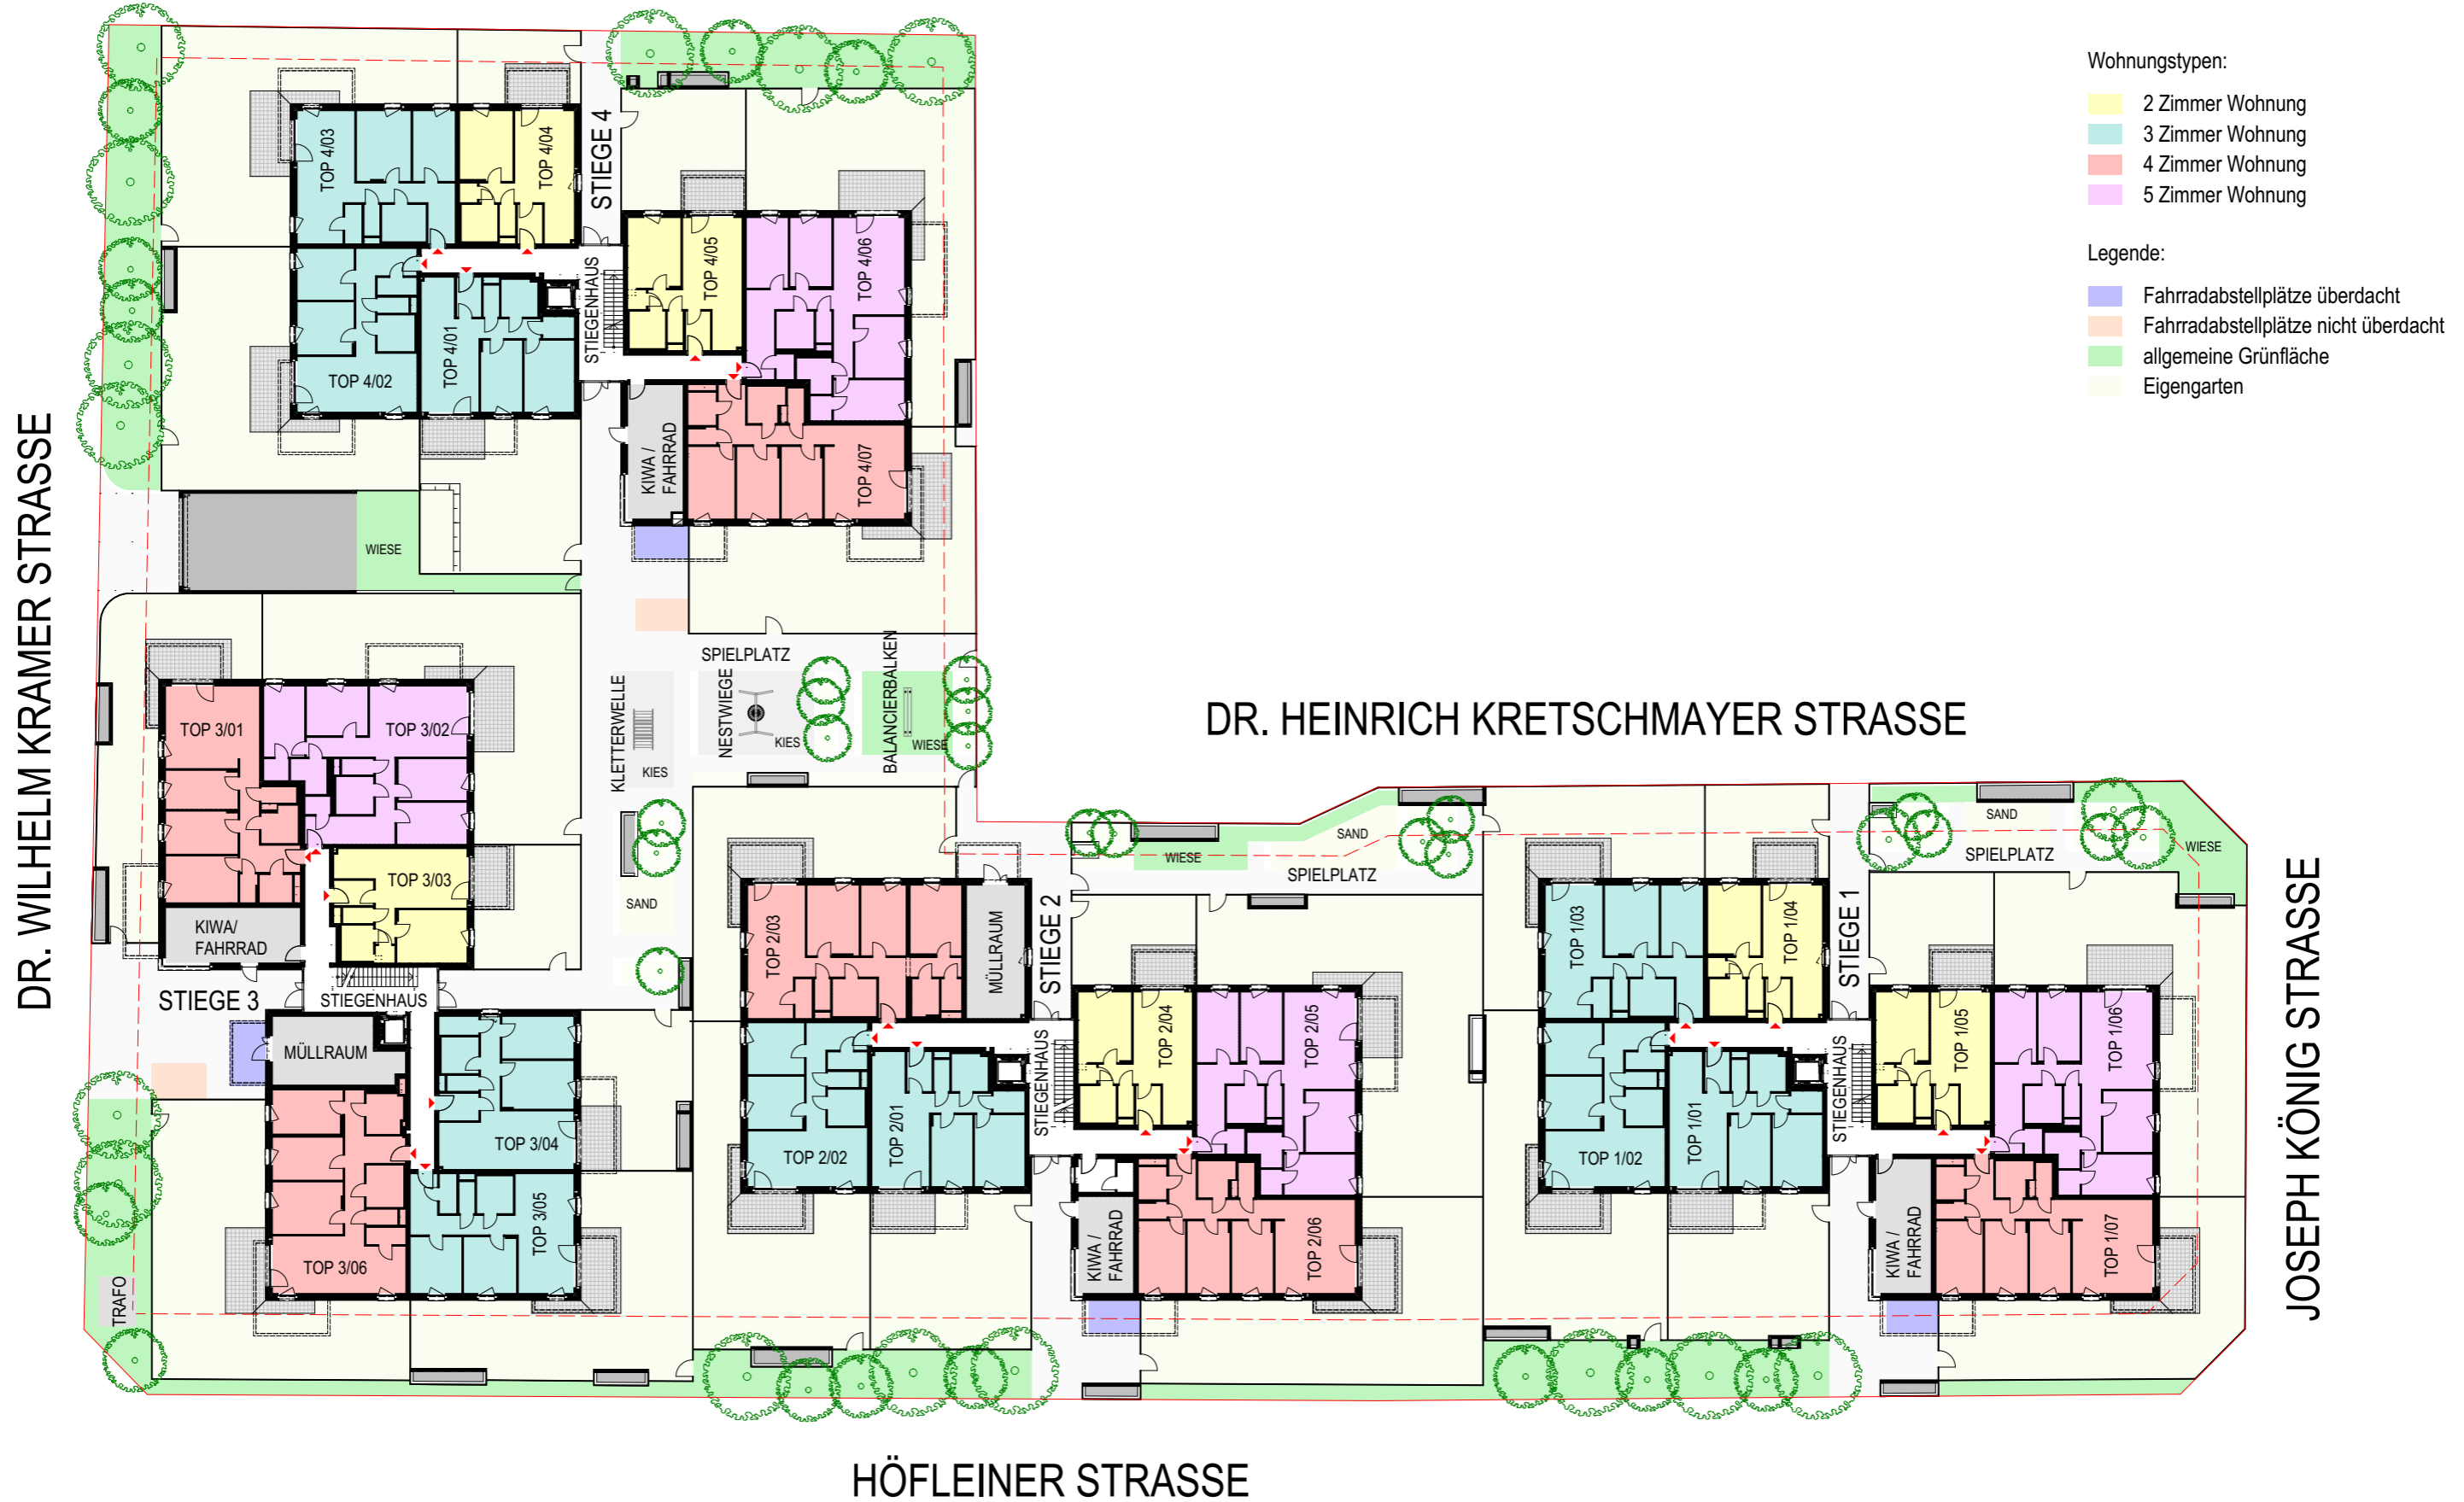 Wohnungstypen:
2 Zimmer Wohnung
3 Zimmer Wohnung
4 Zimmer Wohnung
5 Zimmer Wohnung
Legende:
Fahrradabstellplätze überdacht
Fahrradabstellplätze nicht überdacht
allgemeine Grünfläche
Eigengarten
DR. WILHELM KRAMER STRASSE
STIEGE 4
TOP 4/03
TOP 4/04
TOP 4/05
TOP 4/06
STIEGENHAUS
TOP 4/01
TOP 4/02
KIWA /
FAHRRAD
TOP 4/07
WIESE
SPIELPLATZ
KLETTERWELLE
KIES
NESTWIEGE
KIES
BALANCIERBALKEN
WIESE
DR. HEINRICH KRETSCHMAYER STRASSE
TOP 3/01
TOP 3/02
TOP 3/03
KIWA/
FAHRRAD
STIEGE 3
STIEGENHAUS
MÜLLRAUM
TOP 3/04
TOP 3/05
TOP 3/06
TRAFO
SAND
WIESE
SAND
SPIELPLATZ
TOP 2/03
MÜLLRAUM
STIEGE 2
TOP 2/04
TOP 2/05
STIEGENHAUS
TOP 2/02
TOP 2/01
KIWA /
FAHRRAD
TOP 2/06
SAND
SPIELPLATZ
WIESE
TOP 1/03
TOP 1/04
STIEGE 1
TOP 1/05
TOP 1/06
STIEGENHAUS
TOP 1/02
TOP 1/01
KIWA /
FAHRRAD
TOP 1/07
JOSEPH KÖNIG STRASSE
HÖFLEINER STRASSE